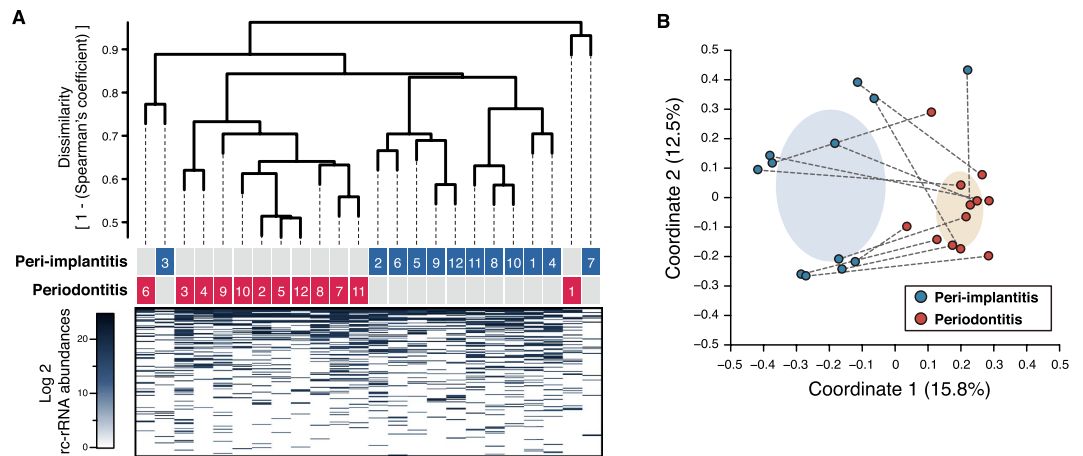 A
Dissimilarity
[ 1 - (Spearman's coefficient) ]
0.9
0.8
0.7
0.6
0.5
Peri-implantitis
3 2 6 5 9 12 11 8 10 1 4 7
Periodontitis
6 3 4 9 10 2 5 12 8 7 11 1
Log 2
rc-rRNA abundances
20
10
0
B
Coordinate 2 (12.5%)
0.5
0.4
0.3
0.2
0.1
0
−0.1
−0.2
−0.3
−0.4
−0.5
Peri-implantitis
Periodontitis
−0.5 −0.4 −0.3 −0.2 −0.1 0 0.1 0.2 0.3 0.4 0.5
Coordinate 1 (15.8%)